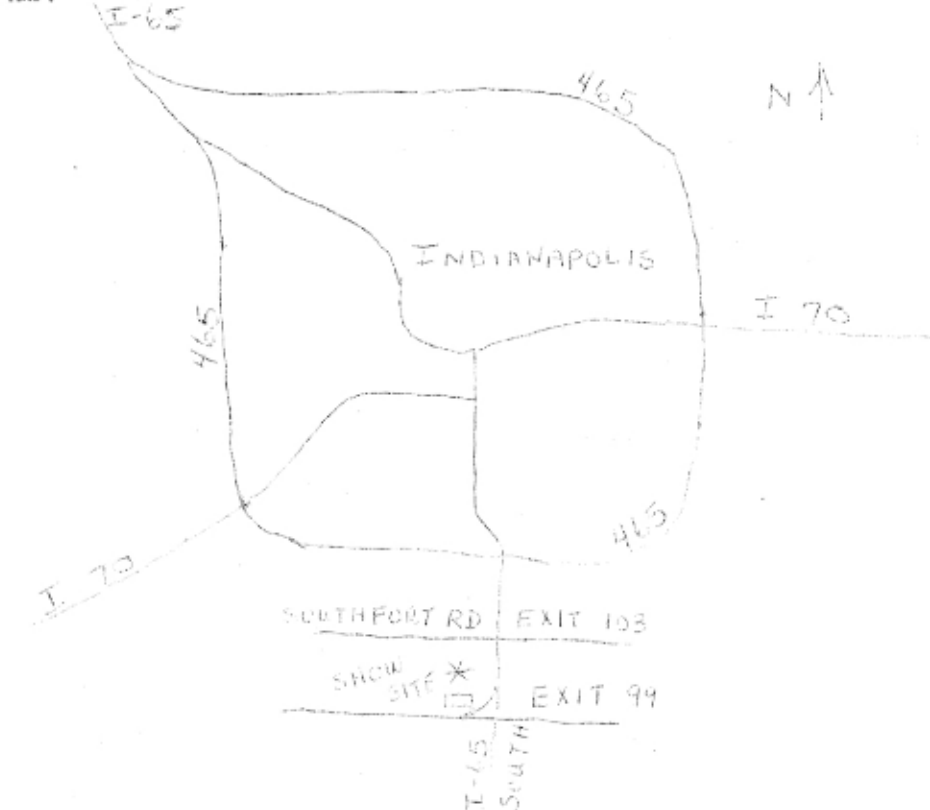 I-65
465
N
INDIANAPOLIS
I 70
465
465
I 70
SOUTHPORT RD EXIT 103
SHOW
SITE *
EXIT 99
I-65
SOUTH